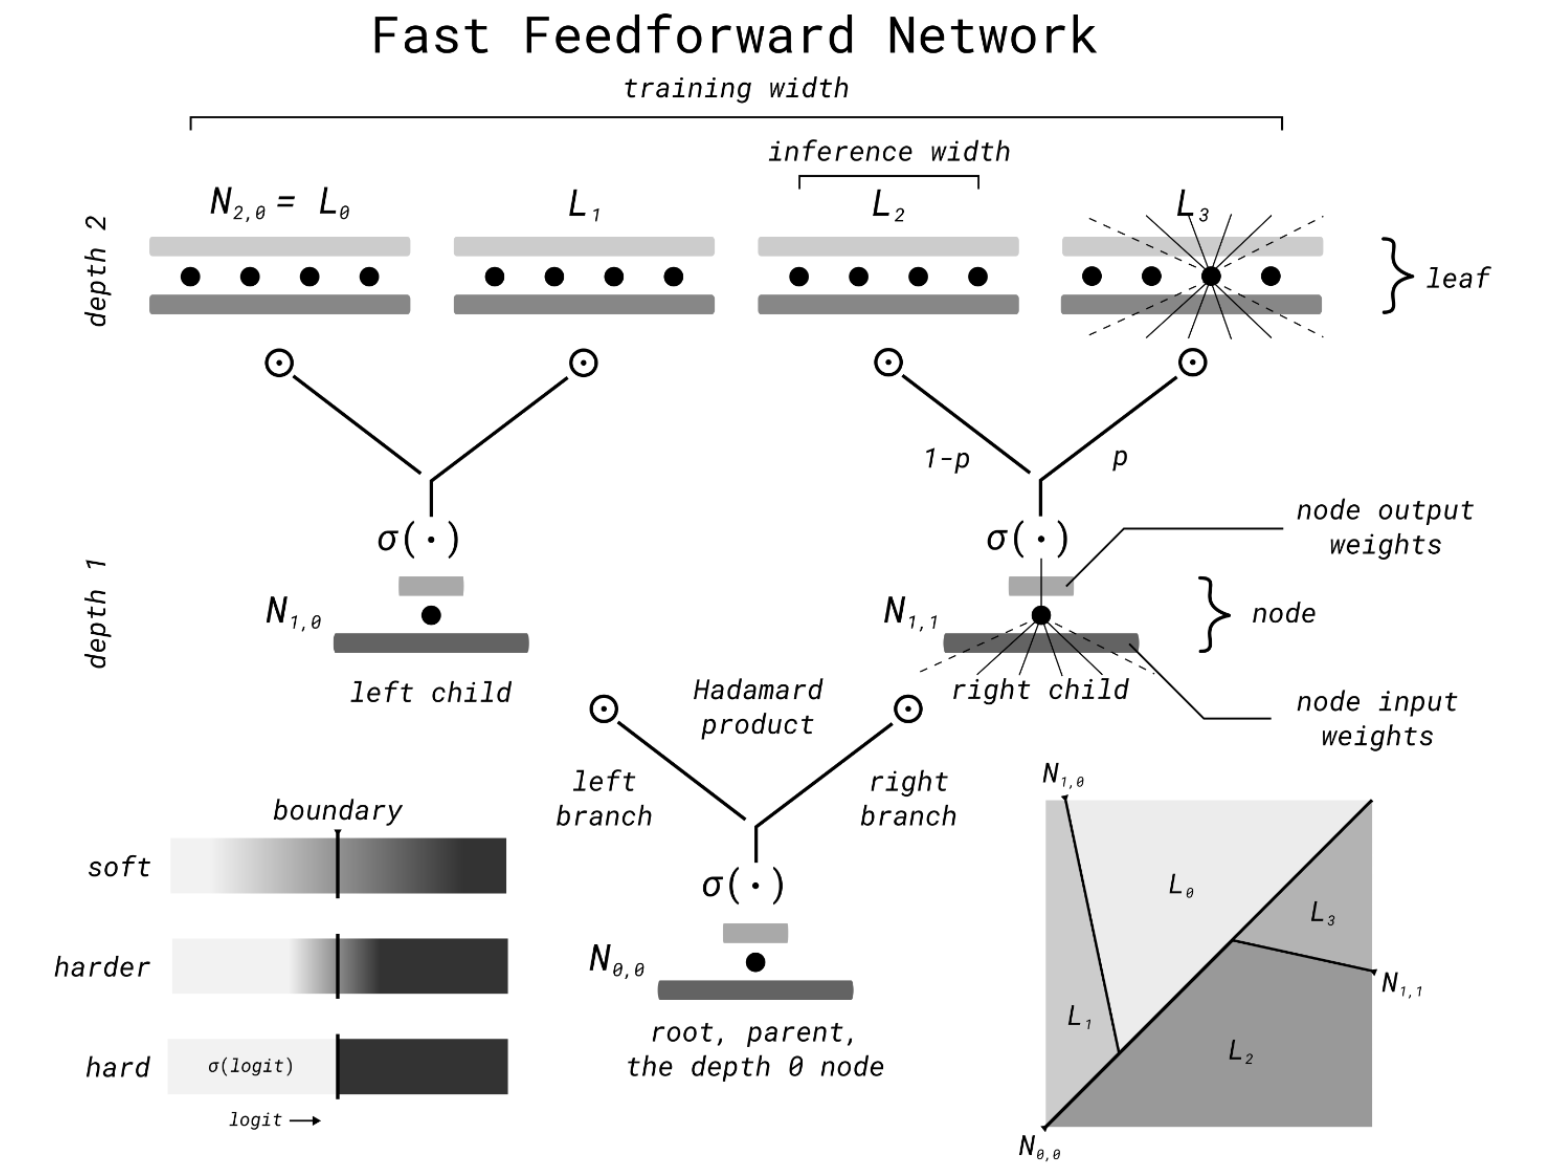 Fast Feedforward Network
training width
inference width
N₂,₀ = L₀
L₁
L₂
L₃
depth 2
leaf
1-p
p
σ(·)
σ(·)
node output
weights
depth 1
N₁,₀
N₁,₁
node
left child
right child
Hadamard
product
node input
weights
left
branch
right
branch
σ(·)
N₀,₀
root, parent,
the depth 0 node
boundary
soft
harder
hard
σ(logit)
logit →
N₁,₀
L₀
L₃
N₁,₁
L₁
L₂
N₀,₀